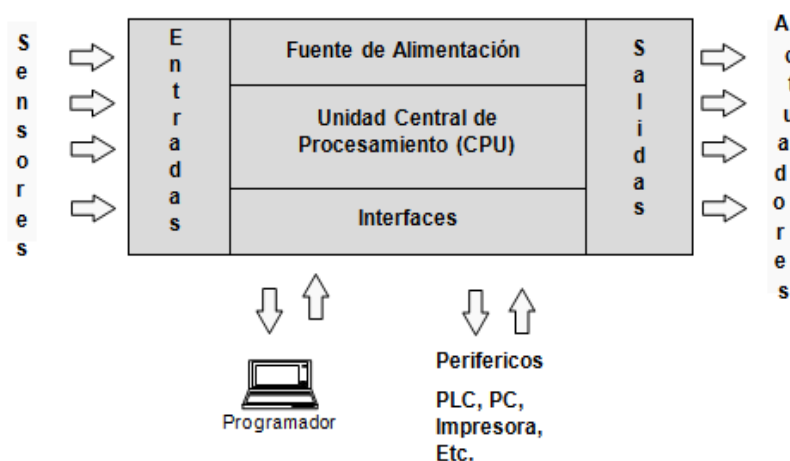 Sensores
Entradas
Fuente de Alimentación
Unidad Central de
Procesamiento (CPU)
Interfaces
Salidas
Actuadores
Programador
Perifericos
PLC, PC,
Impresora,
Etc.